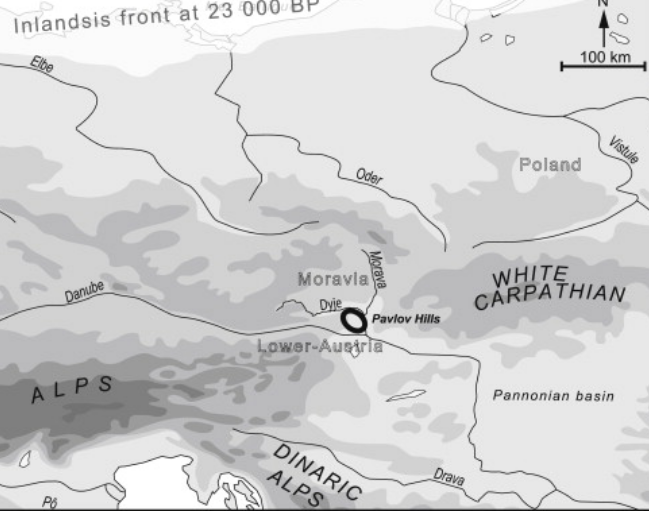 Inlandsis front at 23 000 BP
N
100 km
Elbe
Vistule
Poland
Oder
Morava
Moravia
WHITE
CARPATHIAN
Danube
Dyje
Pavlov Hills
Lower-Austria
ALPS
Pannonian basin
DINARIC
ALPS
Drava
Pô